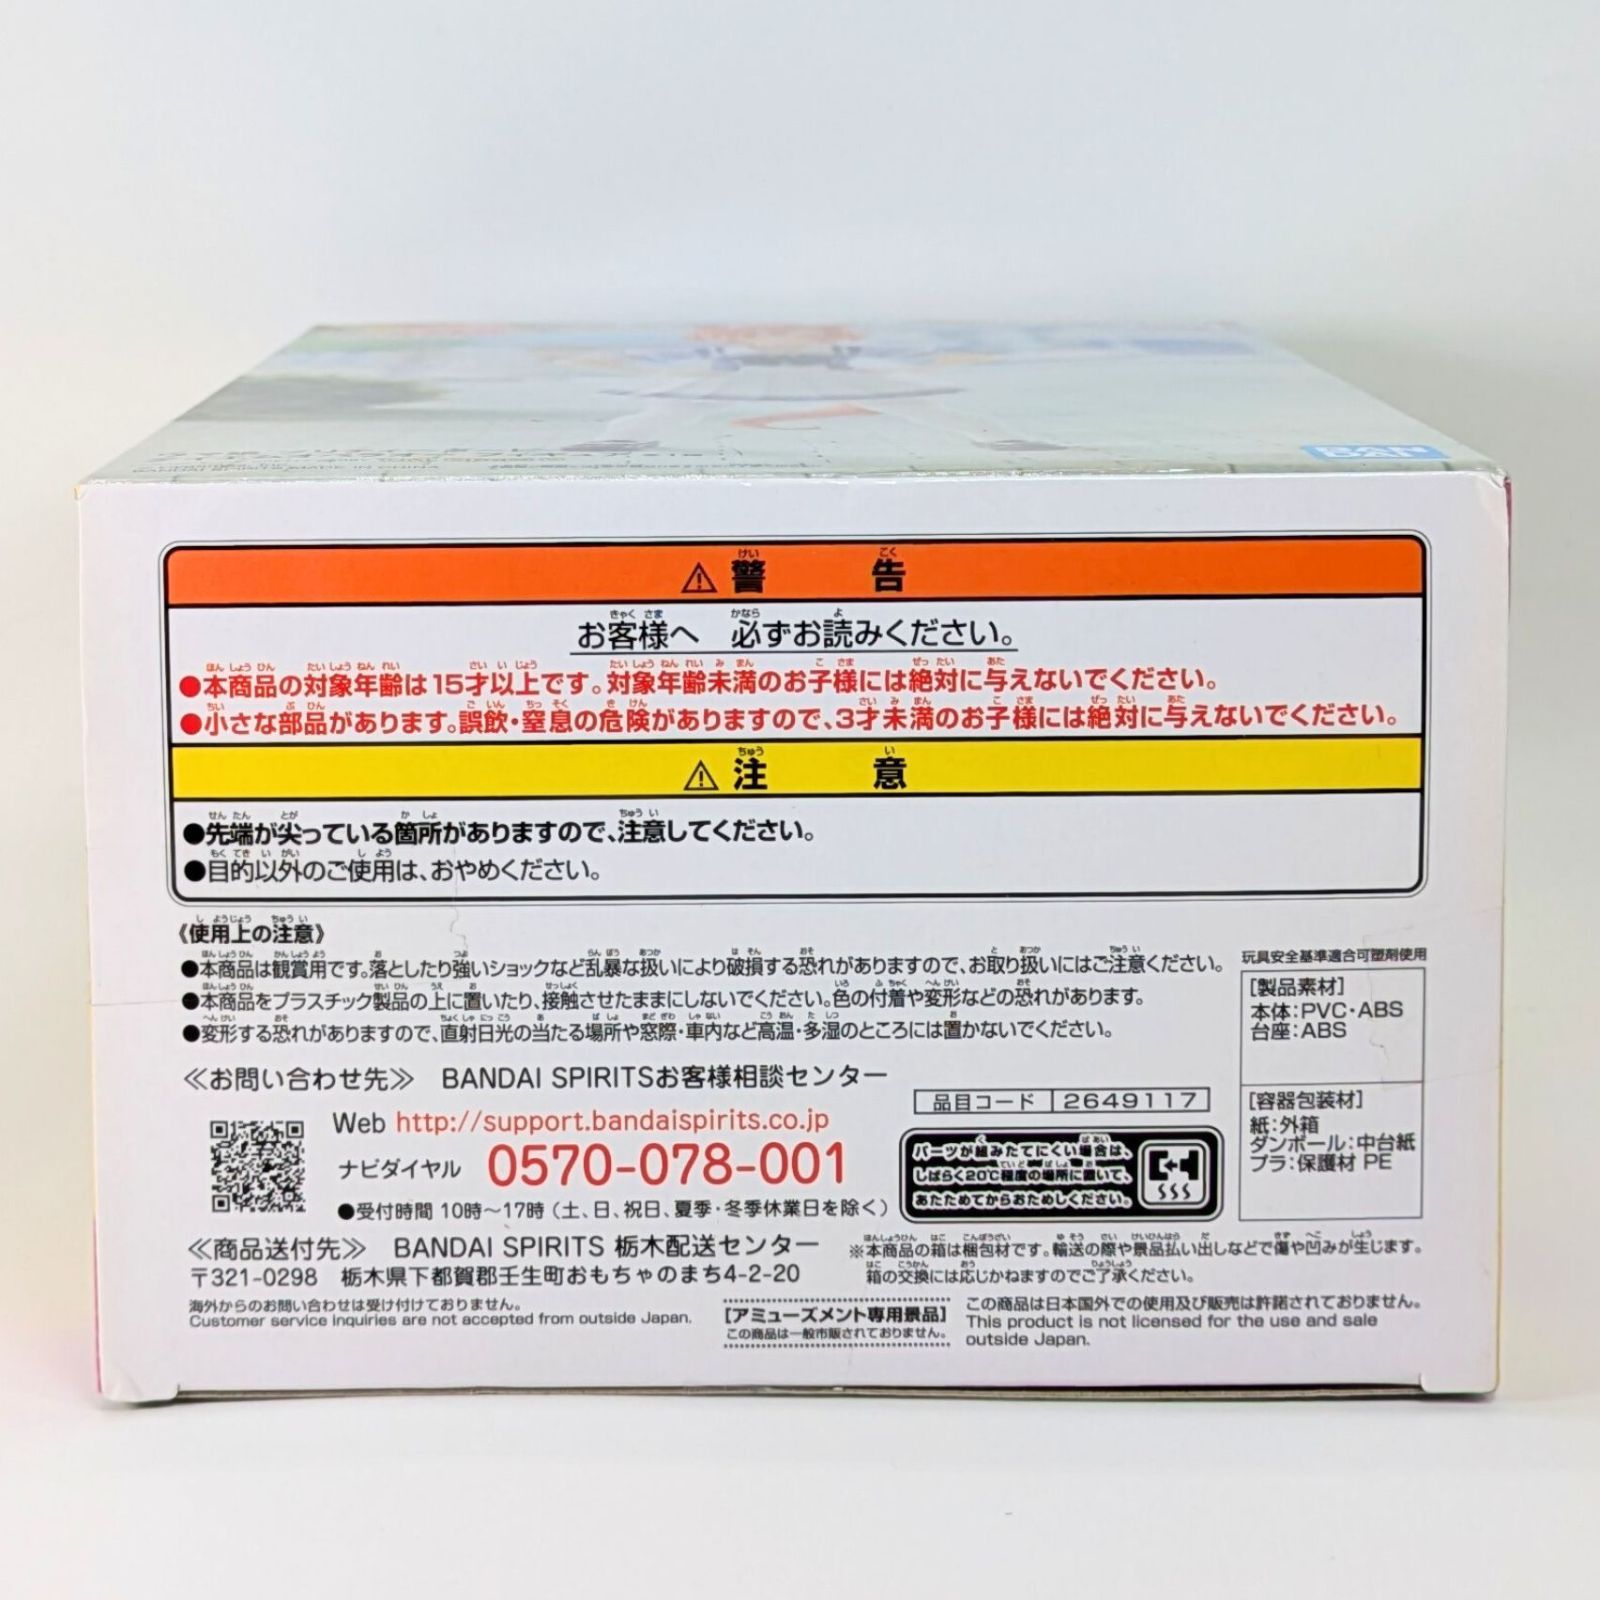 BANDAI
⚠警告
お客様へ 必ずお読みください。
●本商品の対象年齢は15才以上です。対象年齢未満のお子様には絶対に与えないでください。
●小さな部品があります。誤飲・窒息の危険がありますので、3才未満のお子様には絶対に与えないでください。
⚠注意
●先端が尖っている箇所がありますので、注意してください。
●目的以外のご使用は、おやめください。
《使用上の注意》
●本商品は観賞用です。落としたり強いショックなど乱暴な扱いにより破損する恐れがありますので、お取り扱いにはご注意ください。
●本商品をプラスチック製品の上に置いたり、接触させたままにしないでください。色の付着や変形などの恐れがあります。
●変形する恐れがありますので、直射日光の当たる場所や窓際・車内など高温・多湿のところには置かないでください。
玩具安全基準適合可塑剤使用
[製品素材]
本体:PVC・ABS
台座:ABS
[容器包装材]
紙:外箱
ダンボール:中台紙
プラ:保護材 PE
≪お問い合わせ先≫ BANDAI SPIRITSお客様相談センター
Web http://support.bandaispirits.co.jp
ナビダイヤル 0570-078-001
●受付時間 10時〜17時（土、日、祝日、夏季・冬季休業日を除く）
品目コード 2649117
パーツが組みたてにくい場合は、
しばらく20℃程度の場所に置いて、
あたためてからおためしください。
≪商品送付先≫ BANDAI SPIRITS 栃木配送センター
〒321-0298 栃木県下都賀郡壬生町おもちゃのまち4-2-20
※本商品の箱は梱包材です。輸送の際や景品払い出しなどで傷や凹みが生じます。
箱の交換には応じかねますのでご了承ください。
海外からのお問い合わせは受け付けておりません。
Customer service inquiries are not accepted from outside Japan.
[アミューズメント専用景品]
この商品は一般市販されておりません。
この商品は日本国外での使用及び販売は許諾されておりません。
This product is not licensed for the use and sale
outside Japan.